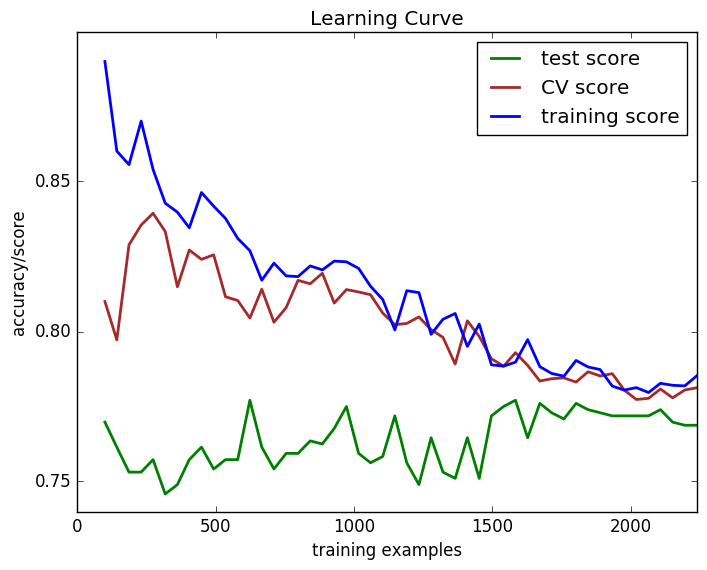 Learning Curve
test score
CV score
training score
accuracy/score
0.85
0.80
0.75
0 500 1000 1500 2000
training examples